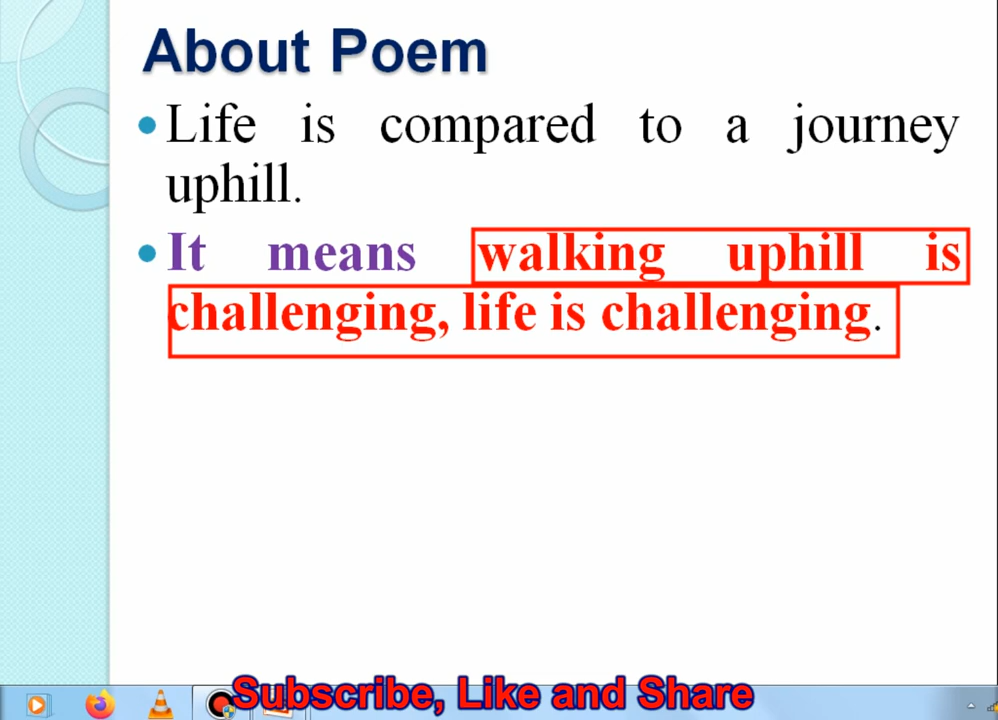 About Poem
Life is compared to a journey
uphill.
It means walking uphill is
challenging, life is challenging.
Subscribe, Like and Share